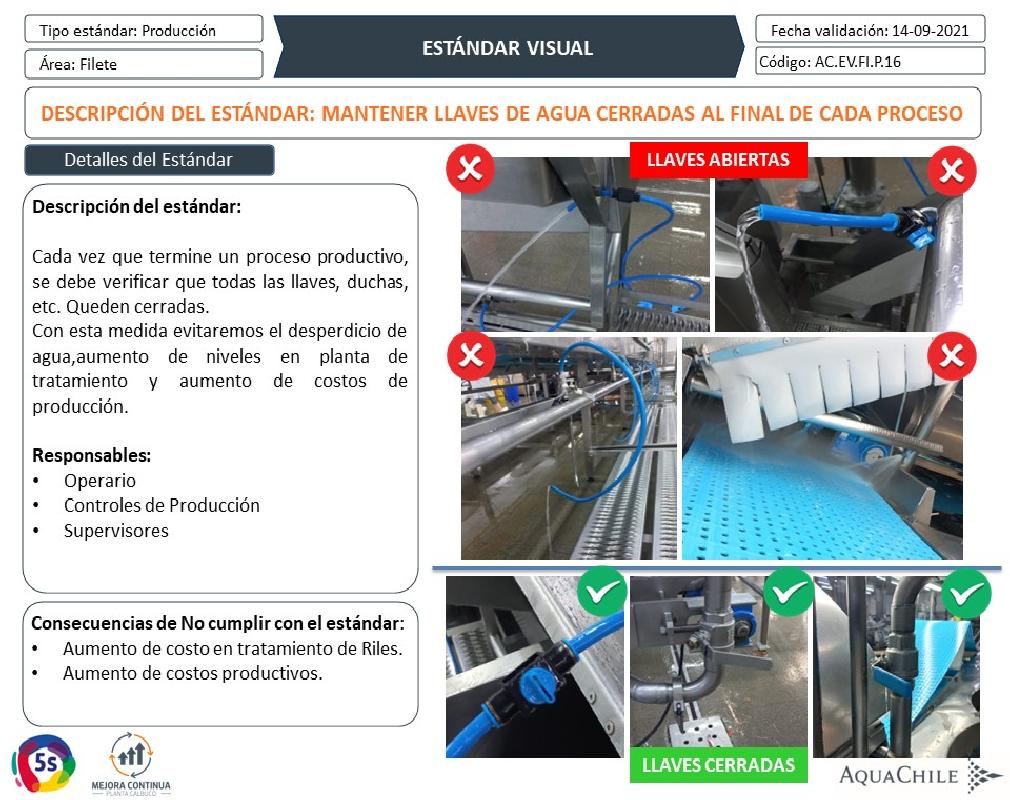 Tipo estándar: Producción
Área: Filete
ESTÁNDAR VISUAL
Fecha validación: 14-09-2021
Código: AC.EV.FI.P.16
DESCRIPCIÓN DEL ESTÁNDAR: MANTENER LLAVES DE AGUA CERRADAS AL FINAL DE CADA PROCESO
Detalles del Estándar
Descripción del estándar:
Cada vez que termine un proceso productivo,
se debe verificar que todas las llaves, duchas,
etc. Queden cerradas.
Con esta medida evitaremos el desperdicio de
agua,aumento de niveles en planta de
tratamiento y aumento de costos de
producción.
Responsables:
• Operario
• Controles de Producción
• Supervisores
Consecuencias de No cumplir con el estándar:
• Aumento de costo en tratamiento de Riles.
• Aumento de costos productivos.
LLAVES ABIERTAS
LLAVES CERRADAS
5s
MEJORA CONTINUA
PLANTA CALBUCO
AQUACHILE